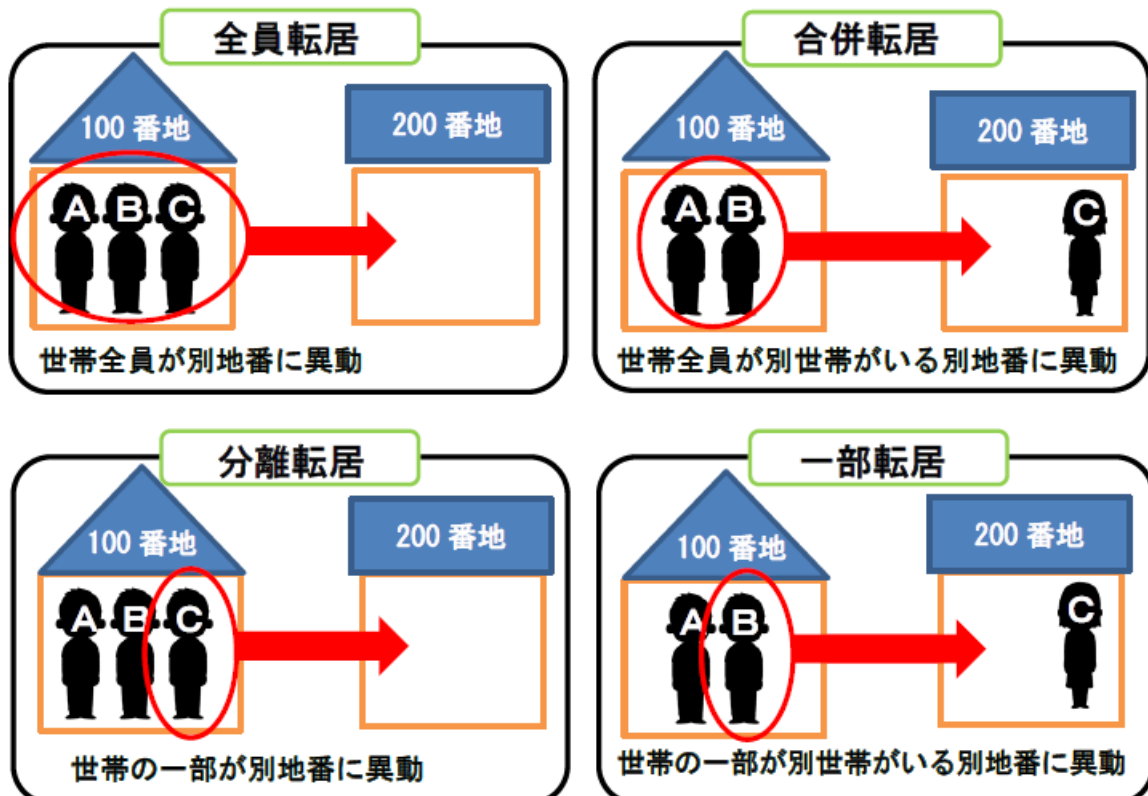 全員転居
100 番地
200 番地
A B C
世帯全員が別地番に異動
合併転居
100 番地
200 番地
A B
C
世帯全員が別世帯がいる別地番に異動
分離転居
100 番地
200 番地
A B C
世帯の一部が別地番に異動
一部転居
100 番地
200 番地
A B
C
世帯の一部が別世帯がいる別地番に異動